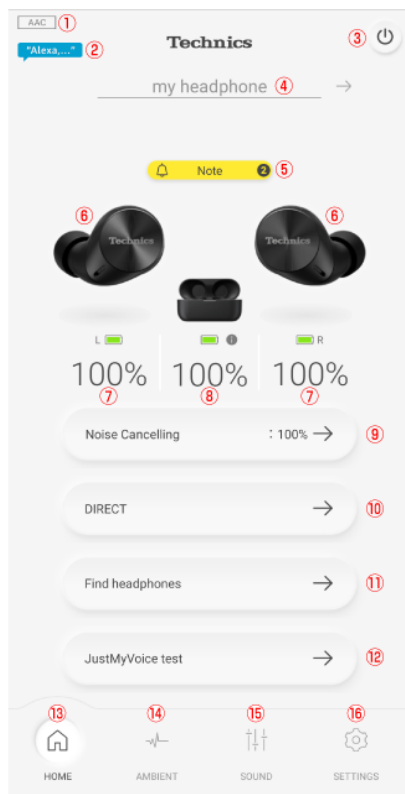 AAC ①
"Alexa,..." ②
Technics
③
my headphone ④ →
Note 2 ⑤
⑥ ⑥
Technics Technics
L R
100% 100% 100%
⑦ ⑧ ⑦
Noise Cancelling : 100% → ⑨
DIRECT → ⑩
Find headphones → ⑪
JustMyVoice test → ⑫
⑬ ⑭ ⑮ ⑯
HOME AMBIENT SOUND SETTINGS